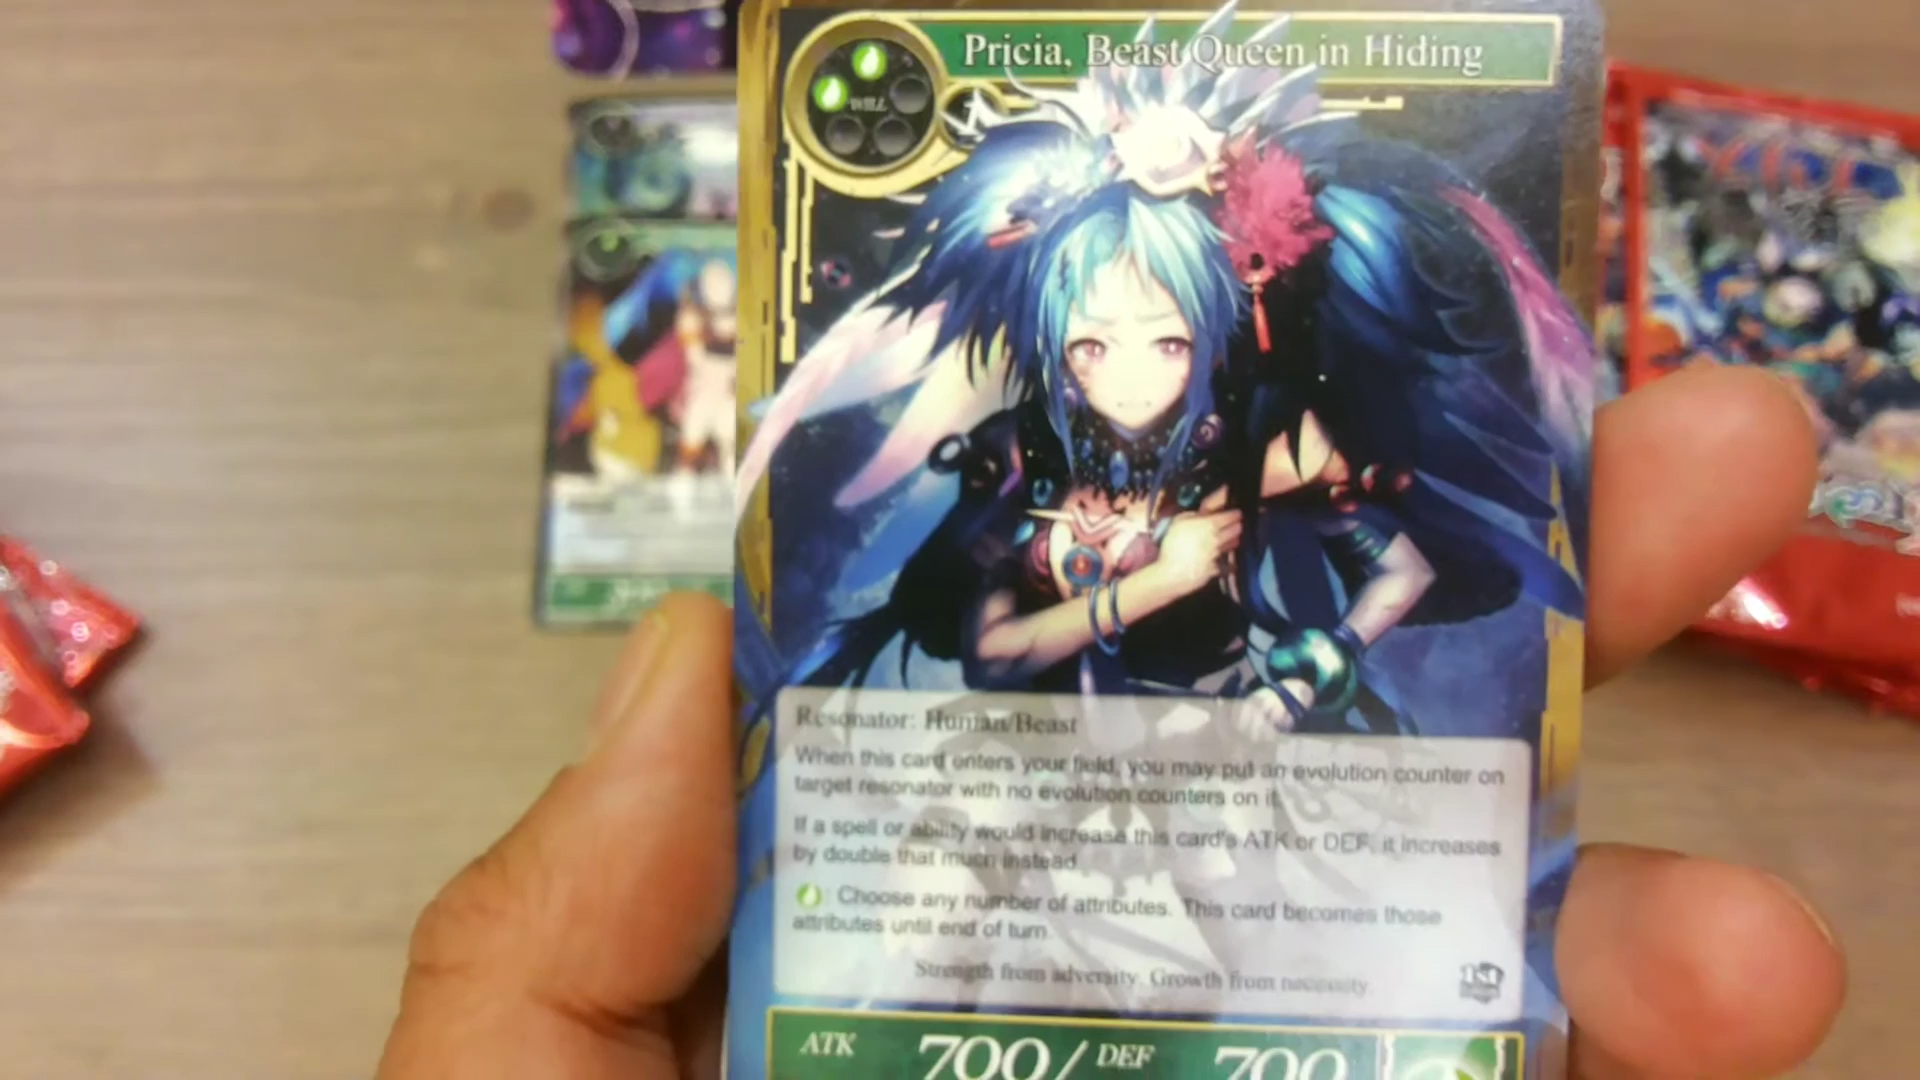 Pricia, Beast Queen in Hiding
WILL
Resonator: Human/Beast
When this card enters your field, you may put an evolution counter on
target resonator with no evolution counters on it.
If a spell or ability would increase this card's ATK or DEF, it increases
by double that much instead.
: Choose any number of attributes. This card becomes those
attributes until end of turn.
Strength from adversity. Growth from necessity.
1st
ATK 700 / DEF 700